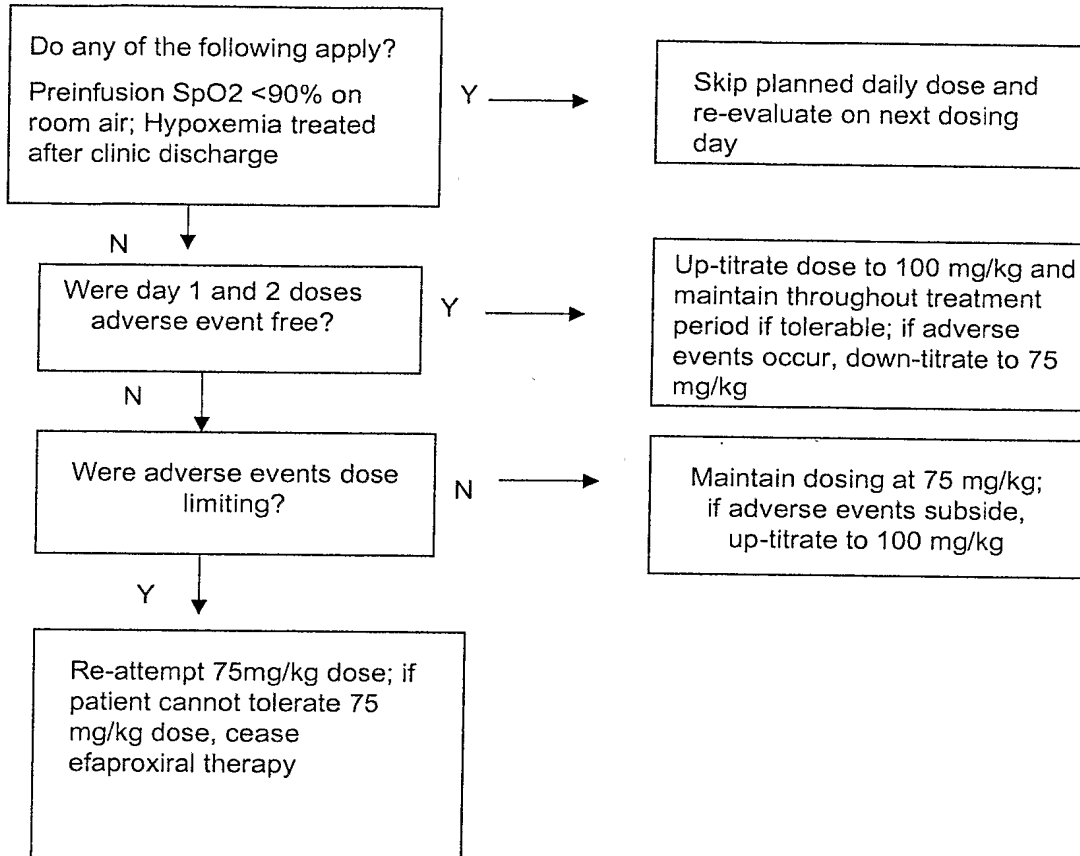 Do any of the following apply?
Preinfusion SpO2 <90% on
room air; Hypoxemia treated
after clinic discharge
Y
Skip planned daily dose and
re-evaluate on next dosing
day
N
Were day 1 and 2 doses
adverse event free?
Y
Up-titrate dose to 100 mg/kg and
maintain throughout treatment
period if tolerable; if adverse
events occur, down-titrate to 75
mg/kg
N
Were adverse events dose
limiting?
N
Maintain dosing at 75 mg/kg;
if adverse events subside,
up-titrate to 100 mg/kg
Y
Re-attempt 75mg/kg dose; if
patient cannot tolerate 75
mg/kg dose, cease
efaproxiral therapy